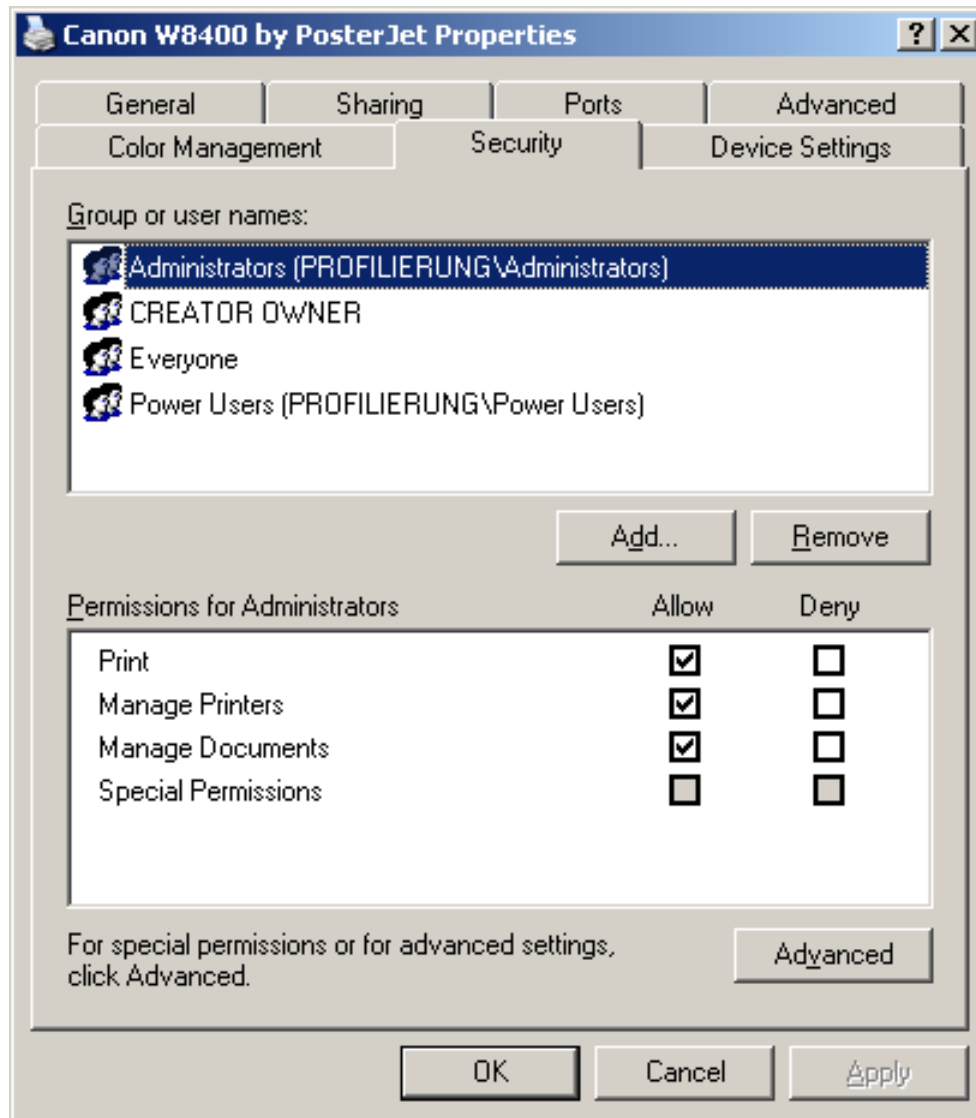 Canon W8400 by PosterJet Properties
General Sharing Ports Advanced
Color Management Security Device Settings
Group or user names:
Administrators (PROFILIERUNG\Administrators)
CREATOR OWNER
Everyone
Power Users (PROFILIERUNG\Power Users)
Add... Remove
Permissions for Administrators Allow Deny
Print
Manage Printers
Manage Documents
Special Permissions
For special permissions or for advanced settings,
click Advanced.
Advanced
OK Cancel Apply